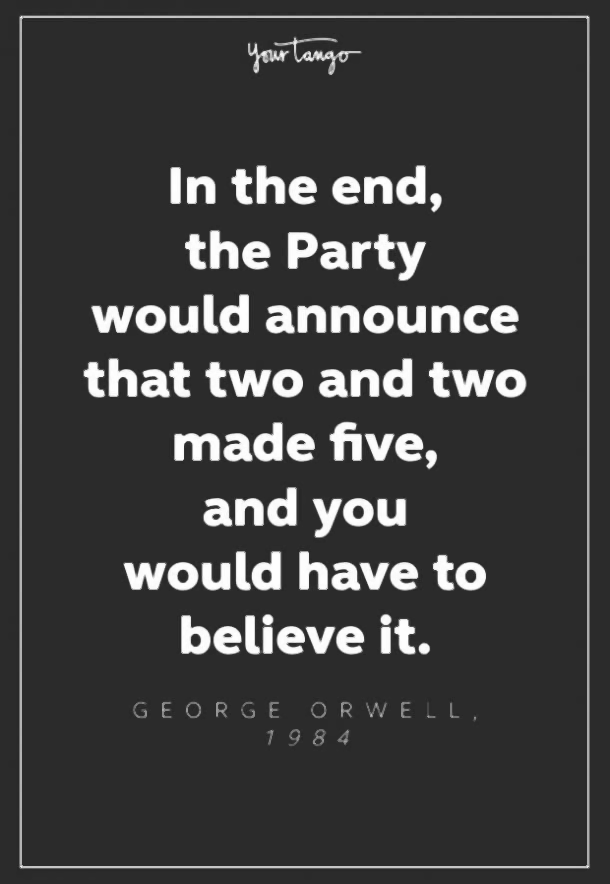 yourtango
In the end,
the Party
would announce
that two and two
made five,
and you
would have to
believe it.
GEORGE ORWELL,
1984